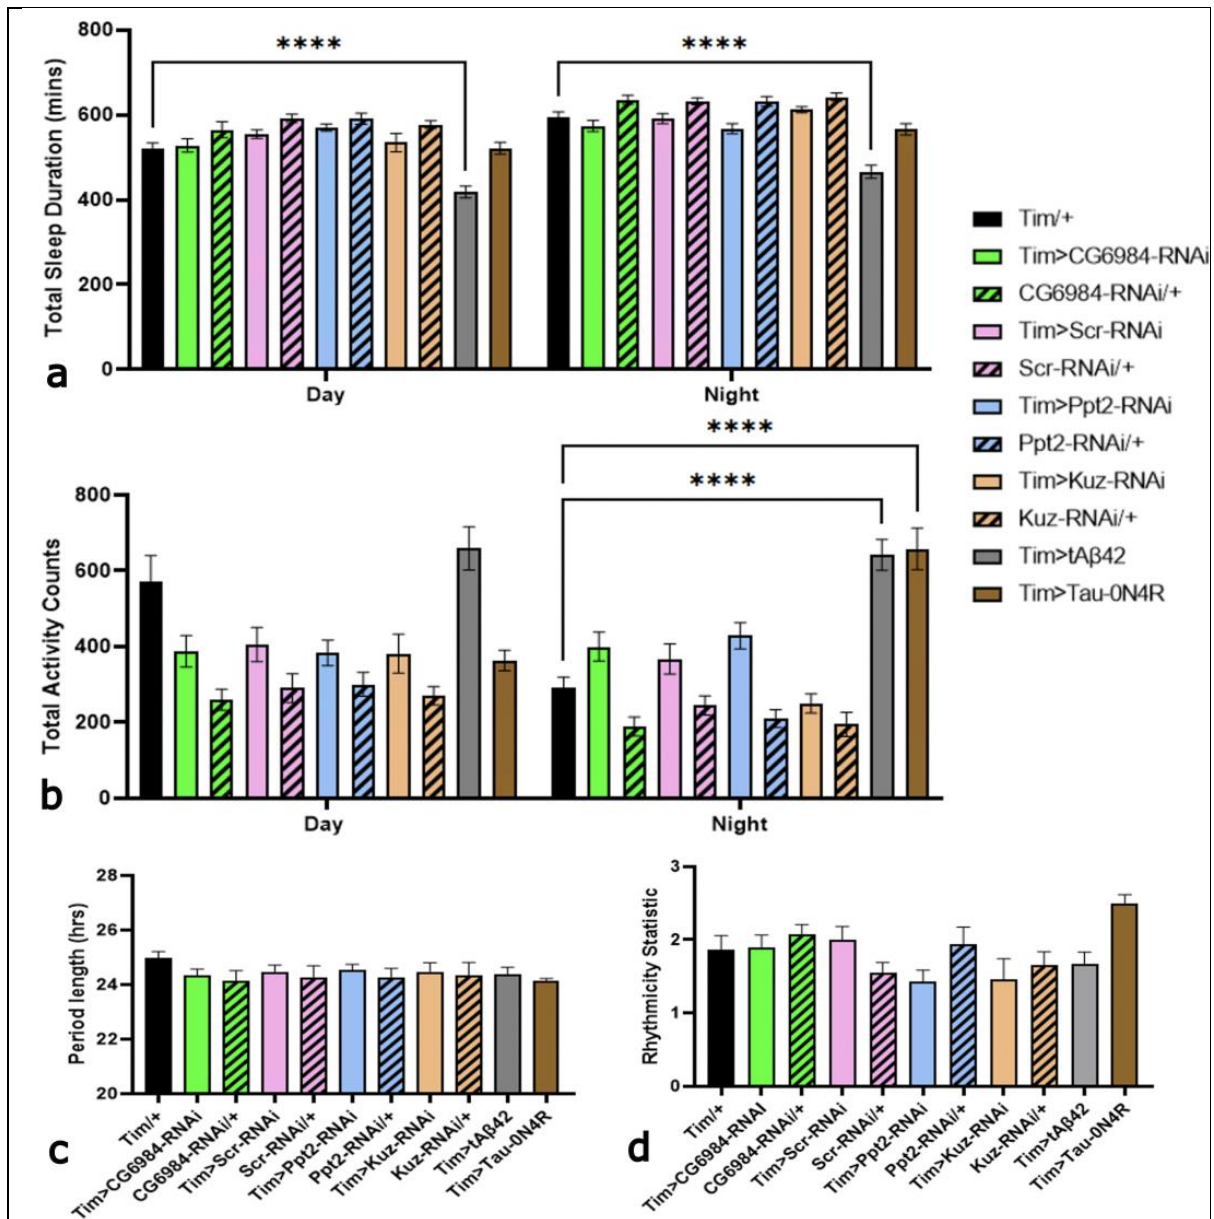 800
600
400
200
0
Total Sleep Duration (mins)
****
****
Day
Night
a
Tim/+
Tim>CG6984-RNAi
CG6984-RNAi/+
Tim>Scr-RNAi
Scr-RNAi/+
Tim>Ppt2-RNAi
Ppt2-RNAi/+
Tim>Kuz-RNAi
Kuz-RNAi/+
Tim>tAβ42
Tim>Tau-0N4R
800
600
400
200
0
Total Activity Counts
****
****
Day
Night
b
28
26
24
22
20
Period length (hrs)
Tim/+
Tim>CG6984-RNAi
CG6984-RNAi/+
Tim>Scr-RNAi
Scr-RNAi/+
Tim>Ppt2-RNAi
Ppt2-RNAi/+
Tim>Kuz-RNAi
Kuz-RNAi/+
Tim>tAβ42
Tim>Tau-0N4R
c
3
2
1
0
Rhythmicity Statistic
Tim/+
Tim>CG6984-RNAI
CG6984-RNAi/+
Tim>Scr-RNAi
Scr-RNAi/+
Tim>Ppt2-RNAi
Ppt2-RNAi/+
Tim>Kuz-RNAi
Kuz-RNAi/+
Tim>tAβ42
Tim>Tau-0N4R
d